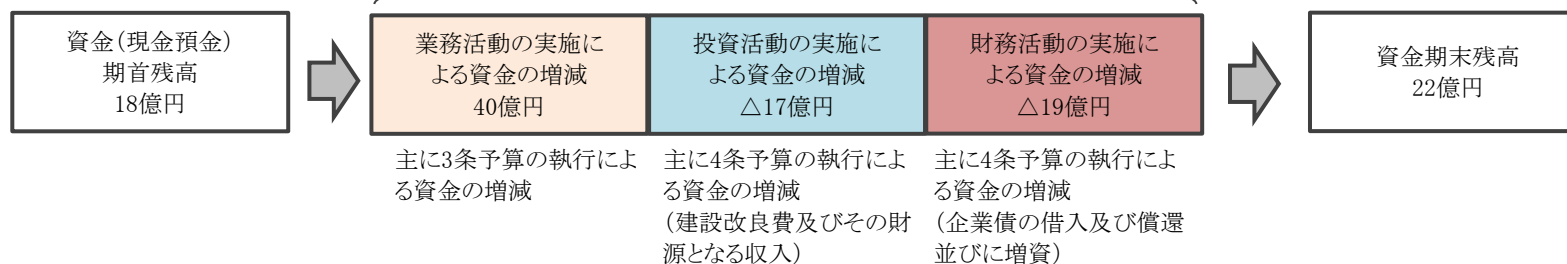 資金(現金預金)
期首残高
18億円
業務活動の実施に
よる資金の増減
40億円
投資活動の実施に
よる資金の増減
△17億円
財務活動の実施に
よる資金の増減
△19億円
資金期末残高
22億円
主に3条予算の執行によ
る資金の増減
主に4条予算の執行によ
る資金の増減
(建設改良費及びその財
源となる収入)
主に4条予算の執行によ
る資金の増減
(企業債の借入及び償還
並びに増資)